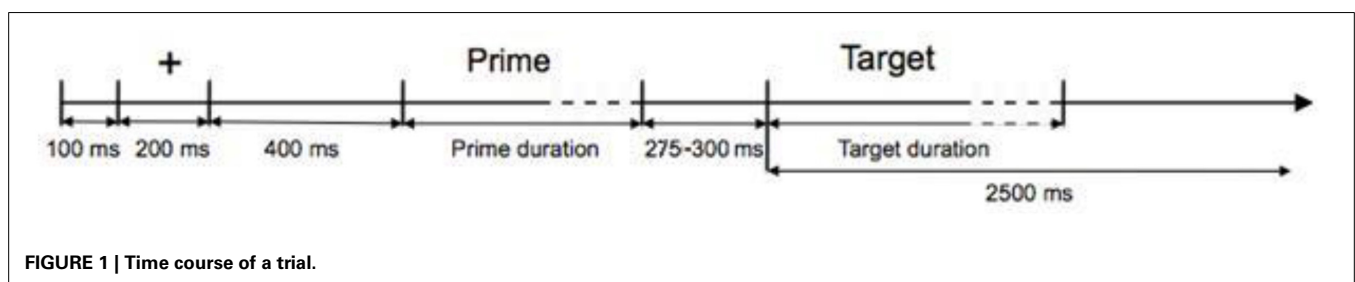 + Prime Target
100 ms 200 ms 400 ms Prime duration 275-300 ms Target duration
2500 ms
FIGURE 1 | Time course of a trial.